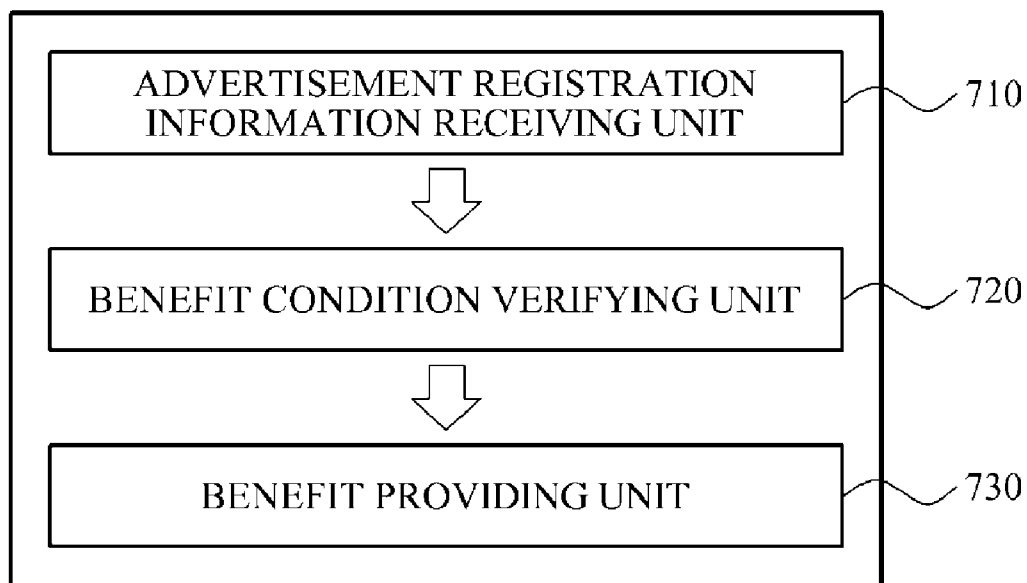 ADVERTISEMENT REGISTRATION
INFORMATION RECEIVING UNIT
710
BENEFIT CONDITION VERIFYING UNIT
720
BENEFIT PROVIDING UNIT
730